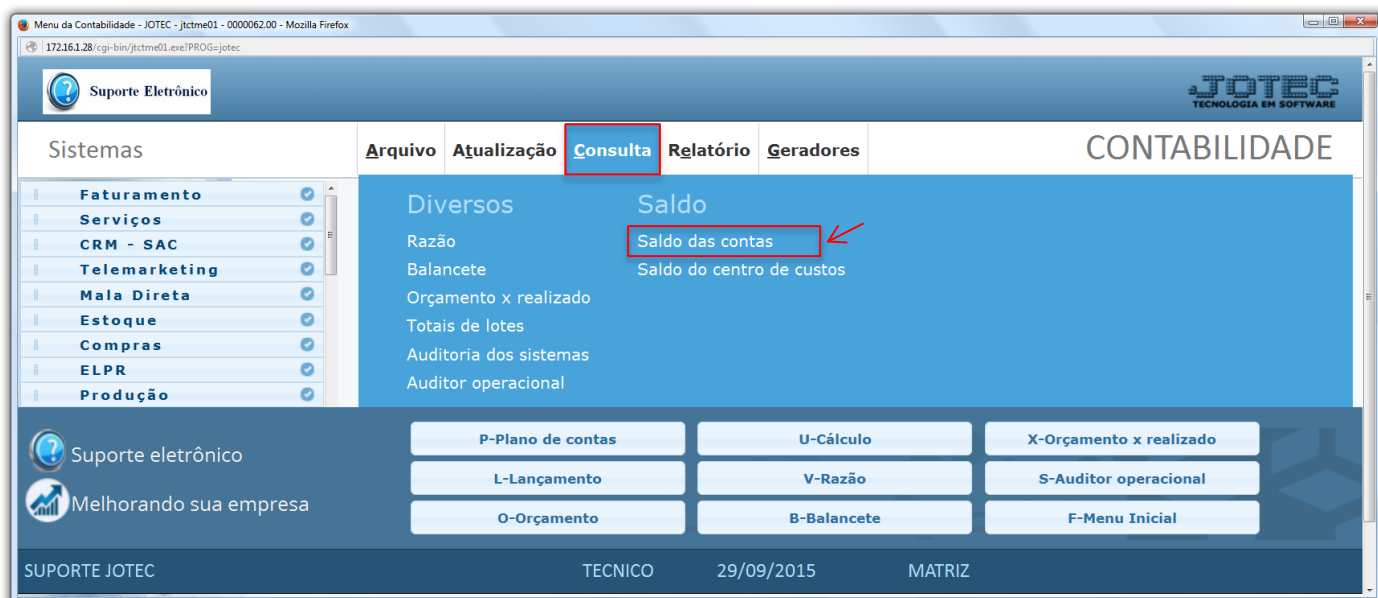 Menu da Contabilidade - JOTEC - jtctme01 - 0000062.00 - Mozilla Firefox
172.16.1.28/cgi-bin/jtctme01.exe?PROG=jotec
Suporte Eletrônico
JOTEC
TECNOLOGIA EM SOFTWARE
Sistemas
Arquivo Atualização Consulta Relatório Geradores
CONTABILIDADE
Faturamento
Serviços
CRM - SAC
Telemarketing
Mala Direta
Estoque
Compras
ELPR
Produção
Diversos
Razão
Balancete
Orçamento x realizado
Totais de lotes
Auditoria dos sistemas
Auditor operacional
Saldo
Saldo das contas
Saldo do centro de custos
Suporte eletrônico
Melhorando sua empresa
P-Plano de contas U-Cálculo X-Orçamento x realizado
L-Lançamento V-Razão S-Auditor operacional
O-Orçamento B-Balancete F-Menu Inicial
SUPORTE JOTEC TECNICO 29/09/2015 MATRIZ